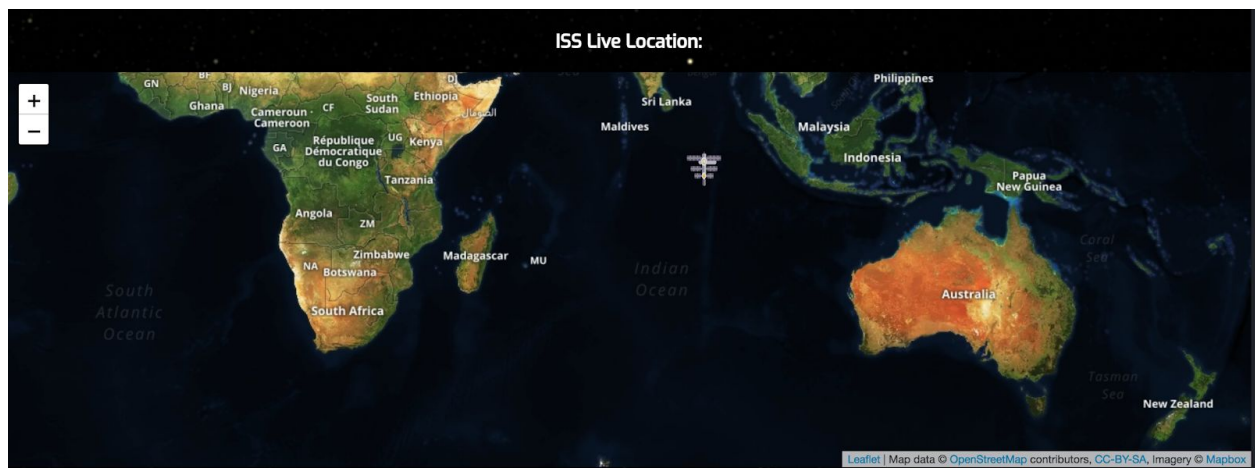 ISS Live Location:
+
−
GN
BF
BJ
Nigeria
Ghana
Cameroun -
Cameroon
CF
South
Sudan
Ethiopia
DJ
الصومال
GA
République
Démocratique
du Congo
UG
Kenya
Tanzania
Angola
ZM
Zimbabwe
NA
Botswana
South Africa
Madagascar
MU
South
Atlantic
Ocean
Sri Lanka
Maldives
Indian
Ocean
Philippines
Malaysia
Indonesia
Papua
New Guinea
Coral
Sea
Australia
Tasman
Sea
New Zealand
Leaflet | Map data © OpenStreetMap contributors, CC-BY-SA, Imagery © Mapbox